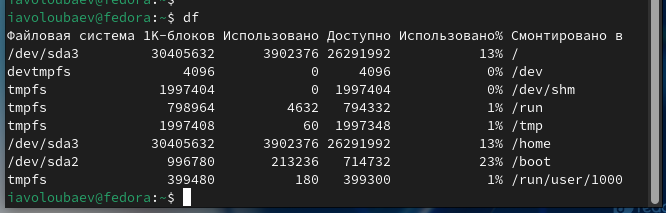 iavoloubaev@fedora:~$
iavoloubaev@fedora:~$ df
Файловая система 1K-блоков Использовано Доступно Использовано% Смонтировано в
/dev/sda3 30405632 3902376 26291992 13% /
devtmpfs 4096 0 4096 0% /dev
tmpfs 1997404 0 1997404 0% /dev/shm
tmpfs 798964 4632 794332 1% /run
tmpfs 1997408 60 1997348 1% /tmp
/dev/sda3 30405632 3902376 26291992 13% /home
/dev/sda2 996780 213236 714732 23% /boot
tmpfs 399480 180 399300 1% /run/user/1000
iavoloubaev@fedora:~$